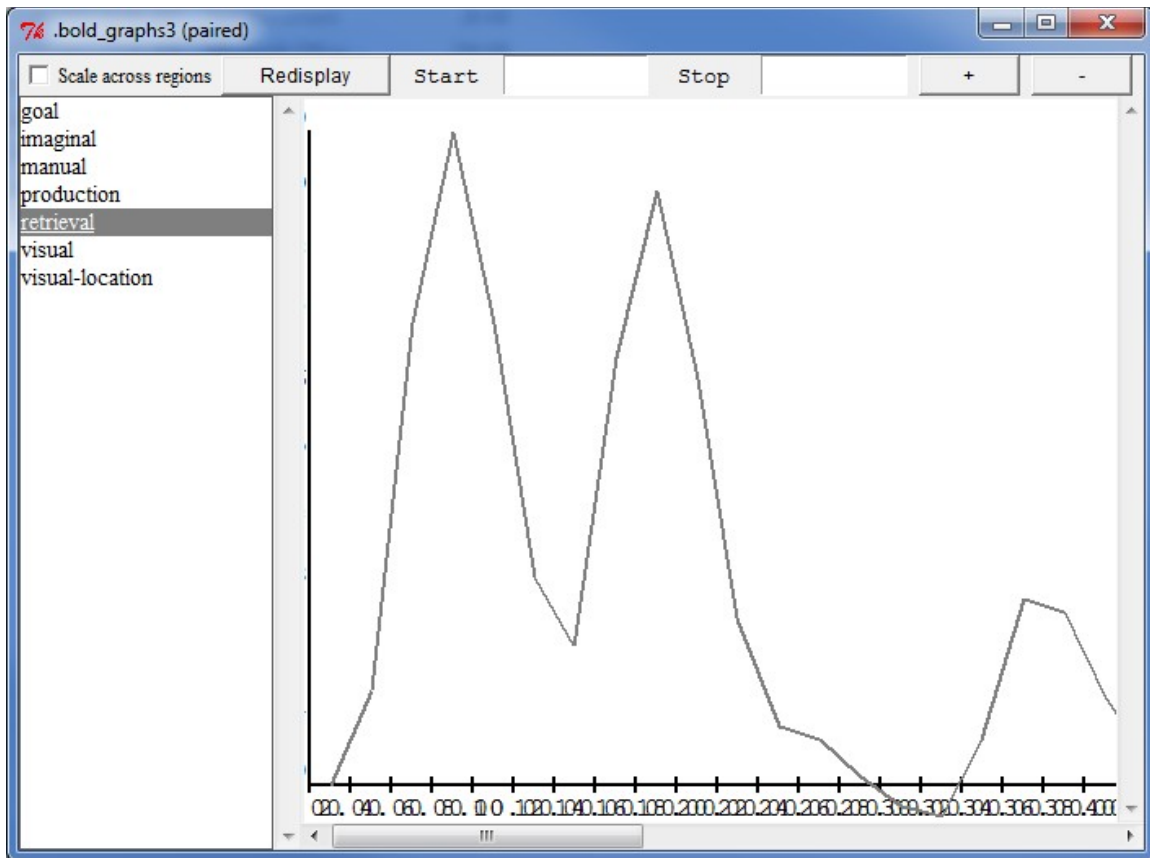 .bold_graphs3 (paired)
Scale across regions Redisplay Start Stop + -
goal
imaginal
manual
production
retrieval
visual
visual-location